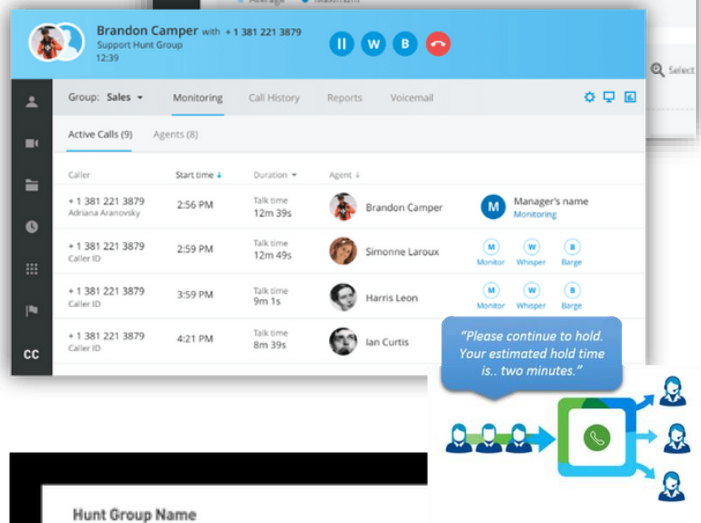 Average Maximum
Select
Brandon Camper with + 1 381 221 3879
Support Hunt Group
12:39
W B
Group: Sales
Monitoring Call History Reports Voicemail
Active Calls (9) Agents (8)
Caller Start time Duration Agent
+ 1 381 221 3879
Adriana Aranovsky
2:56 PM
Talk time
12m 39s
Brandon Camper
M
Manager's name
Monitoring
+ 1 381 221 3879
Caller ID
2:59 PM
Talk time
12m 49s
Simonne Laroux
M W B
Monitor Whisper Barge
+ 1 381 221 3879
Caller ID
3:59 PM
Talk time
9m 1s
Harris Leon
M W B
Monitor Whisper Barge
+ 1 381 221 3879
Caller ID
4:21 PM
Talk time
8m 39s
Ian Curtis
CC
"Please continue to hold.
Your estimated hold time
is.. two minutes."
Hunt Group Name